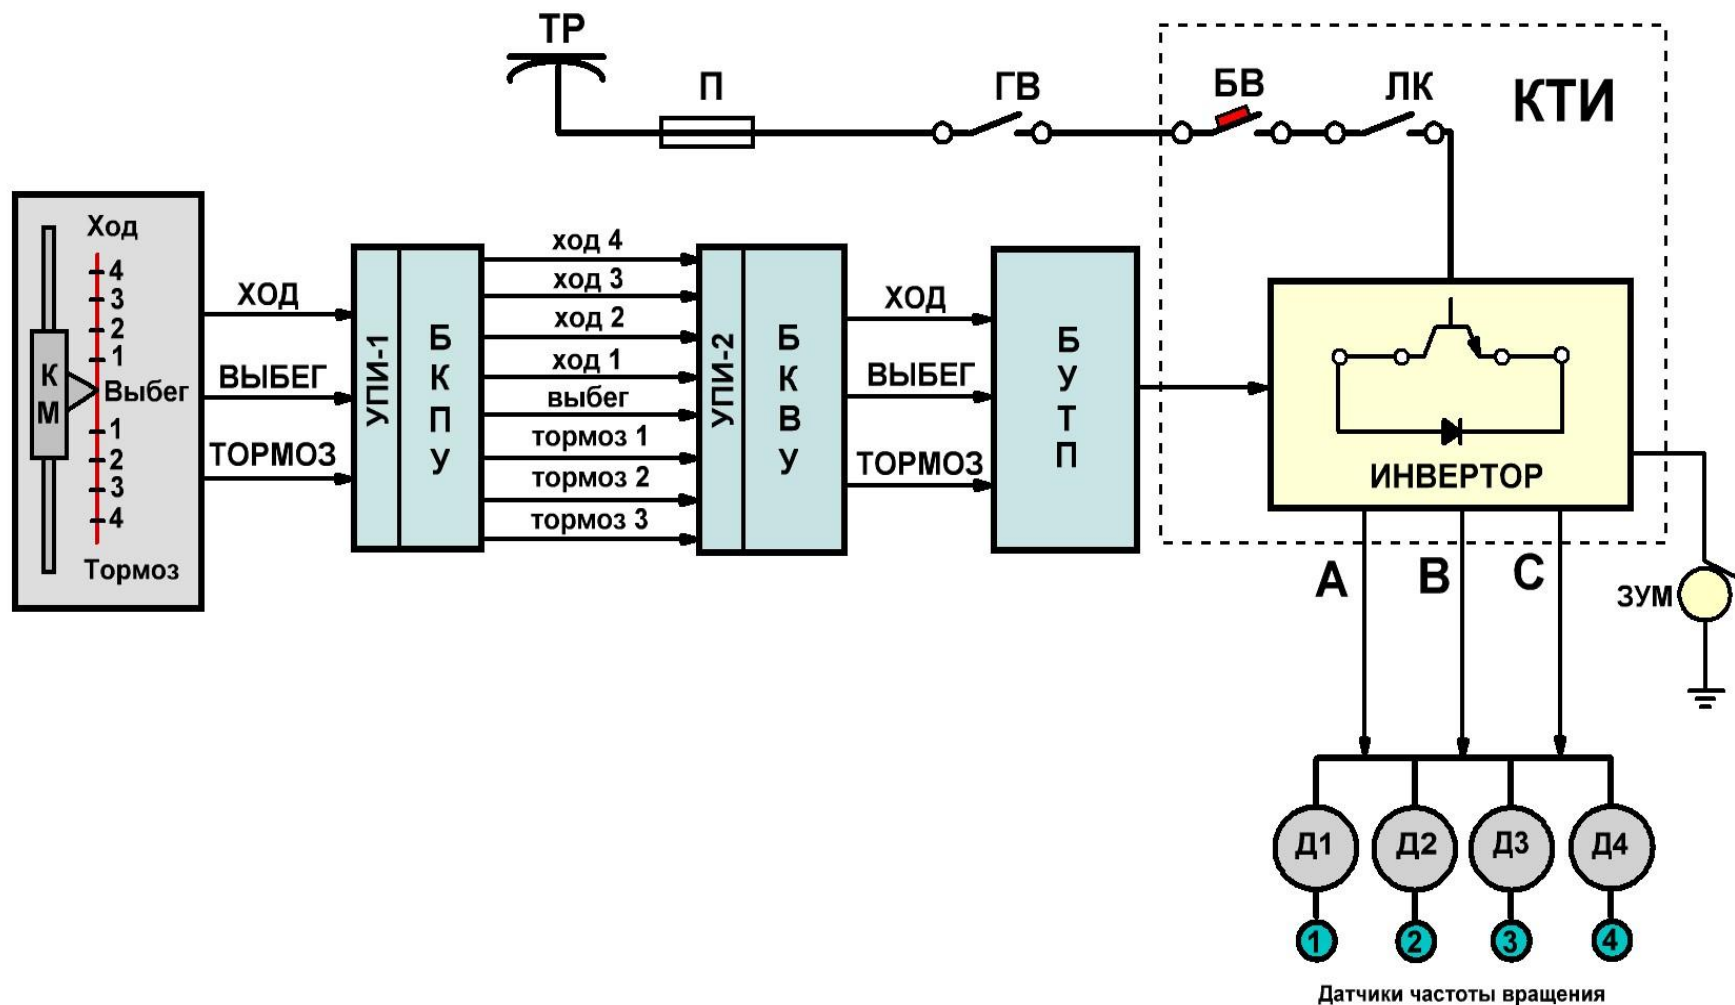 ТР
П
ГВ
БВ
ЛК
КТИ
Ход
4
3
2
1
Выбег
1
2
3
4
Тормоз
КМ
ХОД
ВЫБЕГ
ТОРМОЗ
УПИ-1
БКПУ
ход 4
ход 3
ход 2
ход 1
выбег
тормоз 1
тормоз 2
тормоз 3
УПИ-2
БКВУ
ХОД
ВЫБЕГ
ТОРМОЗ
БУТП
ИНВЕРТОР
А
В
С
ЗУМ
Д1
Д2
Д3
Д4
1
2
3
4
Датчики частоты вращения